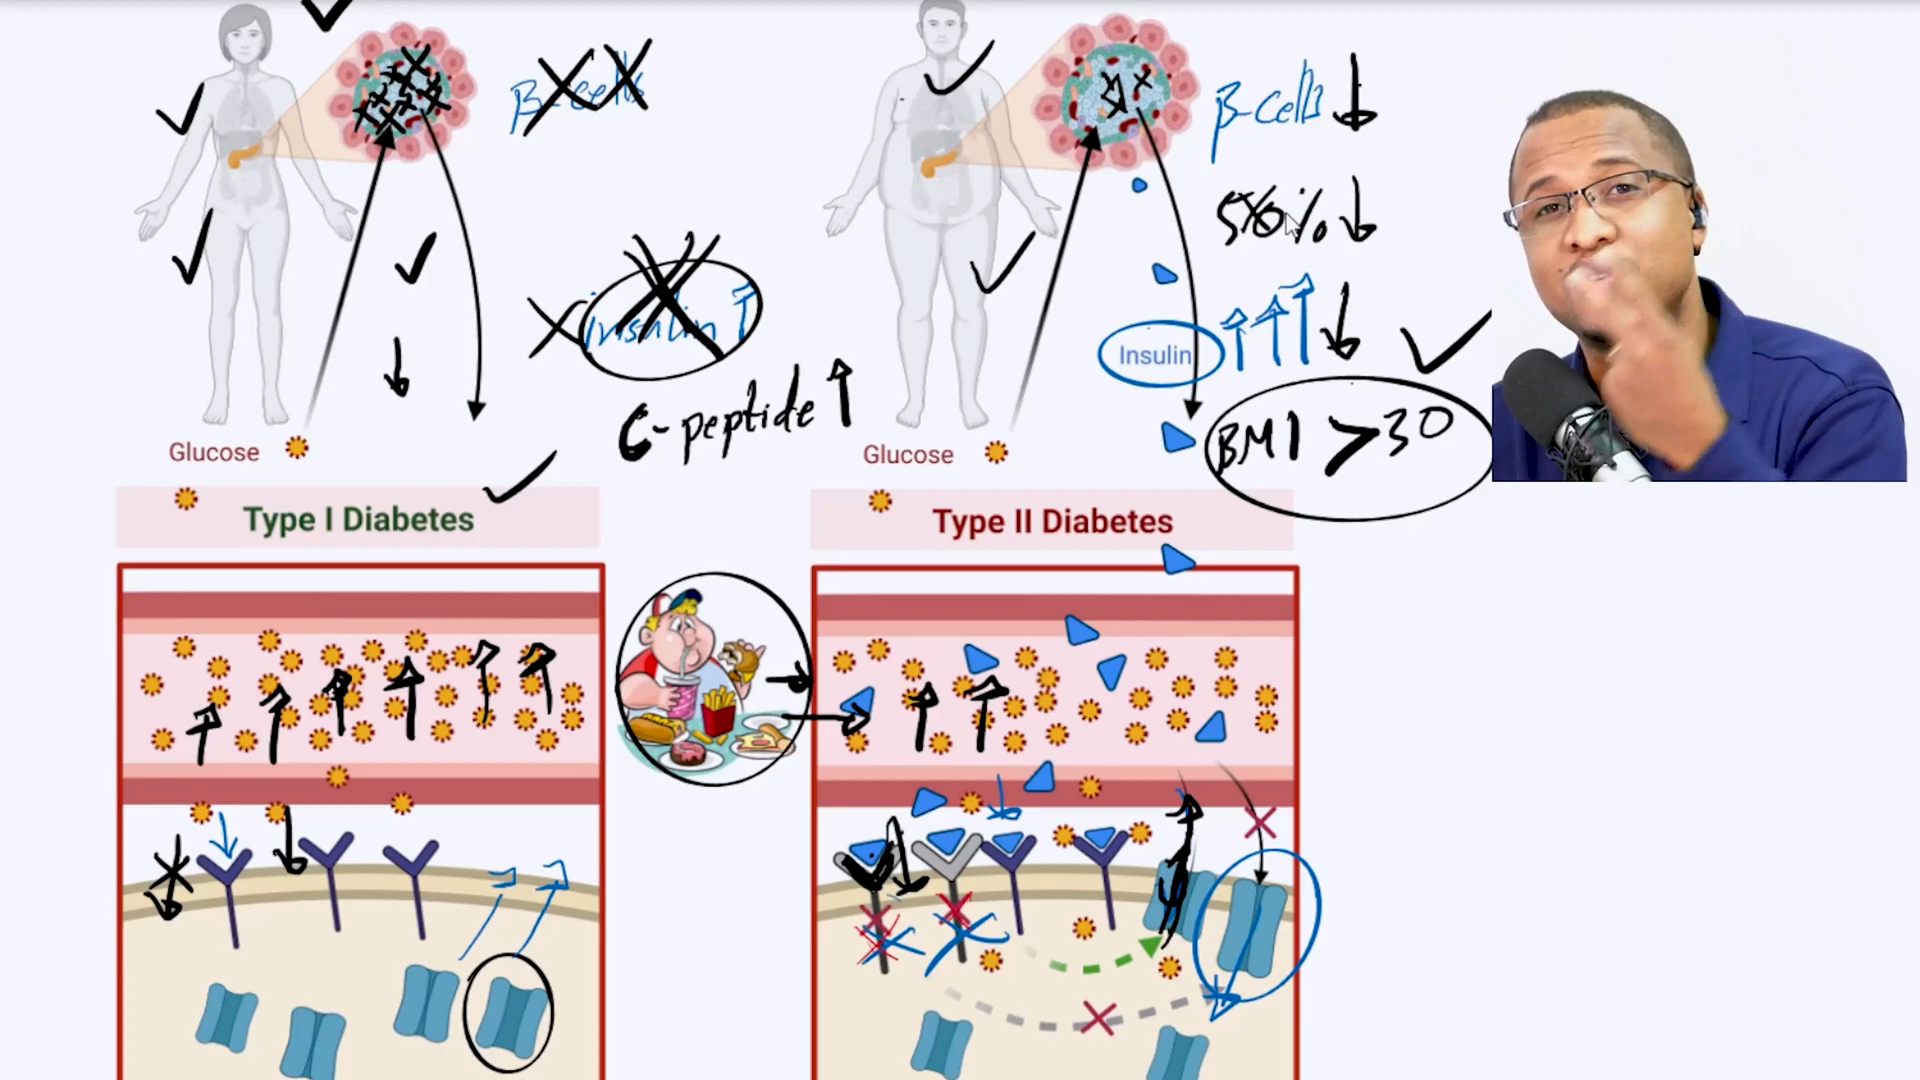 β-cells
β-cells
50%
insulin
Insulin
C-peptide
BMI >30
Glucose
Glucose
Type I Diabetes
Type II Diabetes